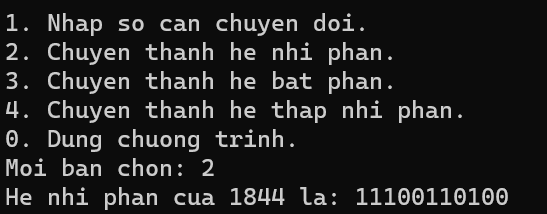 1. Nhap so can chuyen doi.
2. Chuyen thanh he nhi phan.
3. Chuyen thanh he bat phan.
4. Chuyen thanh he thap nhi phan.
0. Dung chuong trinh.
Moi ban chon: 2
He nhi phan cua 1844 la: 11100110100